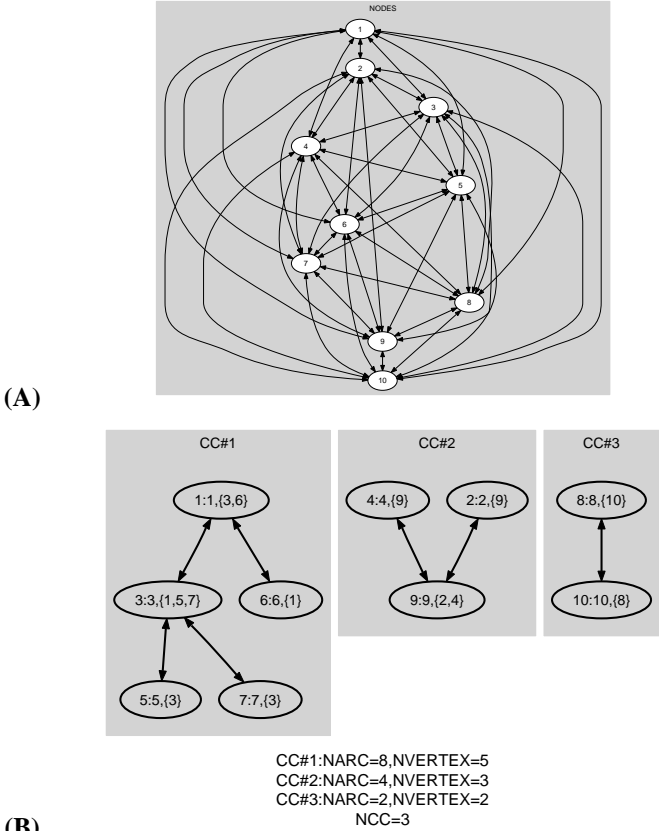 NODES
1
2
3
4
5
6
7
8
9
10
(A)
CC#1 CC#2 CC#3
1:1,{3,6} 4:4,{9} 2:2,{9} 8:8,{10}
3:3,{1,5,7} 6:6,{1} 9:9,{2,4} 10:10,{8}
5:5,{3} 7:7,{3}
CC#1:NARC=8,NVERTEX=5
CC#2:NARC=4,NVERTEX=3
CC#3:NARC=2,NVERTEX=2
NCC=3
(B)